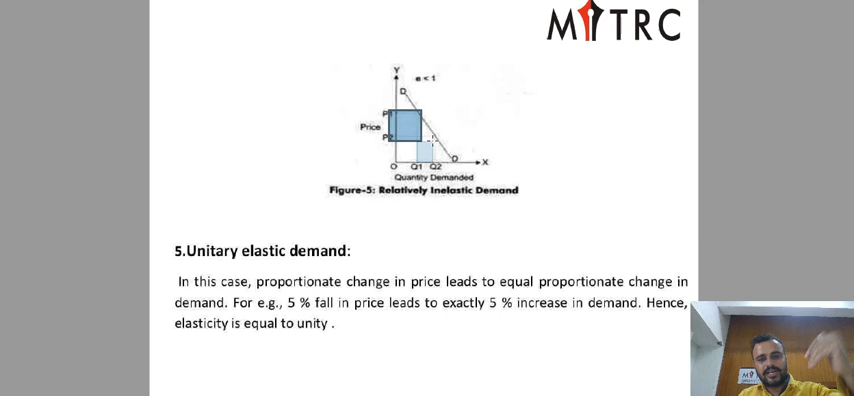 MITRC
Y
e < 1
D
P1
Price
P2
D
X
O Q1 Q2
Quantity Demanded
Figure-5: Relatively Inelastic Demand
5.Unitary elastic demand:
In this case, proportionate change in price leads to equal proportionate change in
demand. For e.g., 5 % fall in price leads to exactly 5 % increase in demand. Hence,
elasticity is equal to unity .